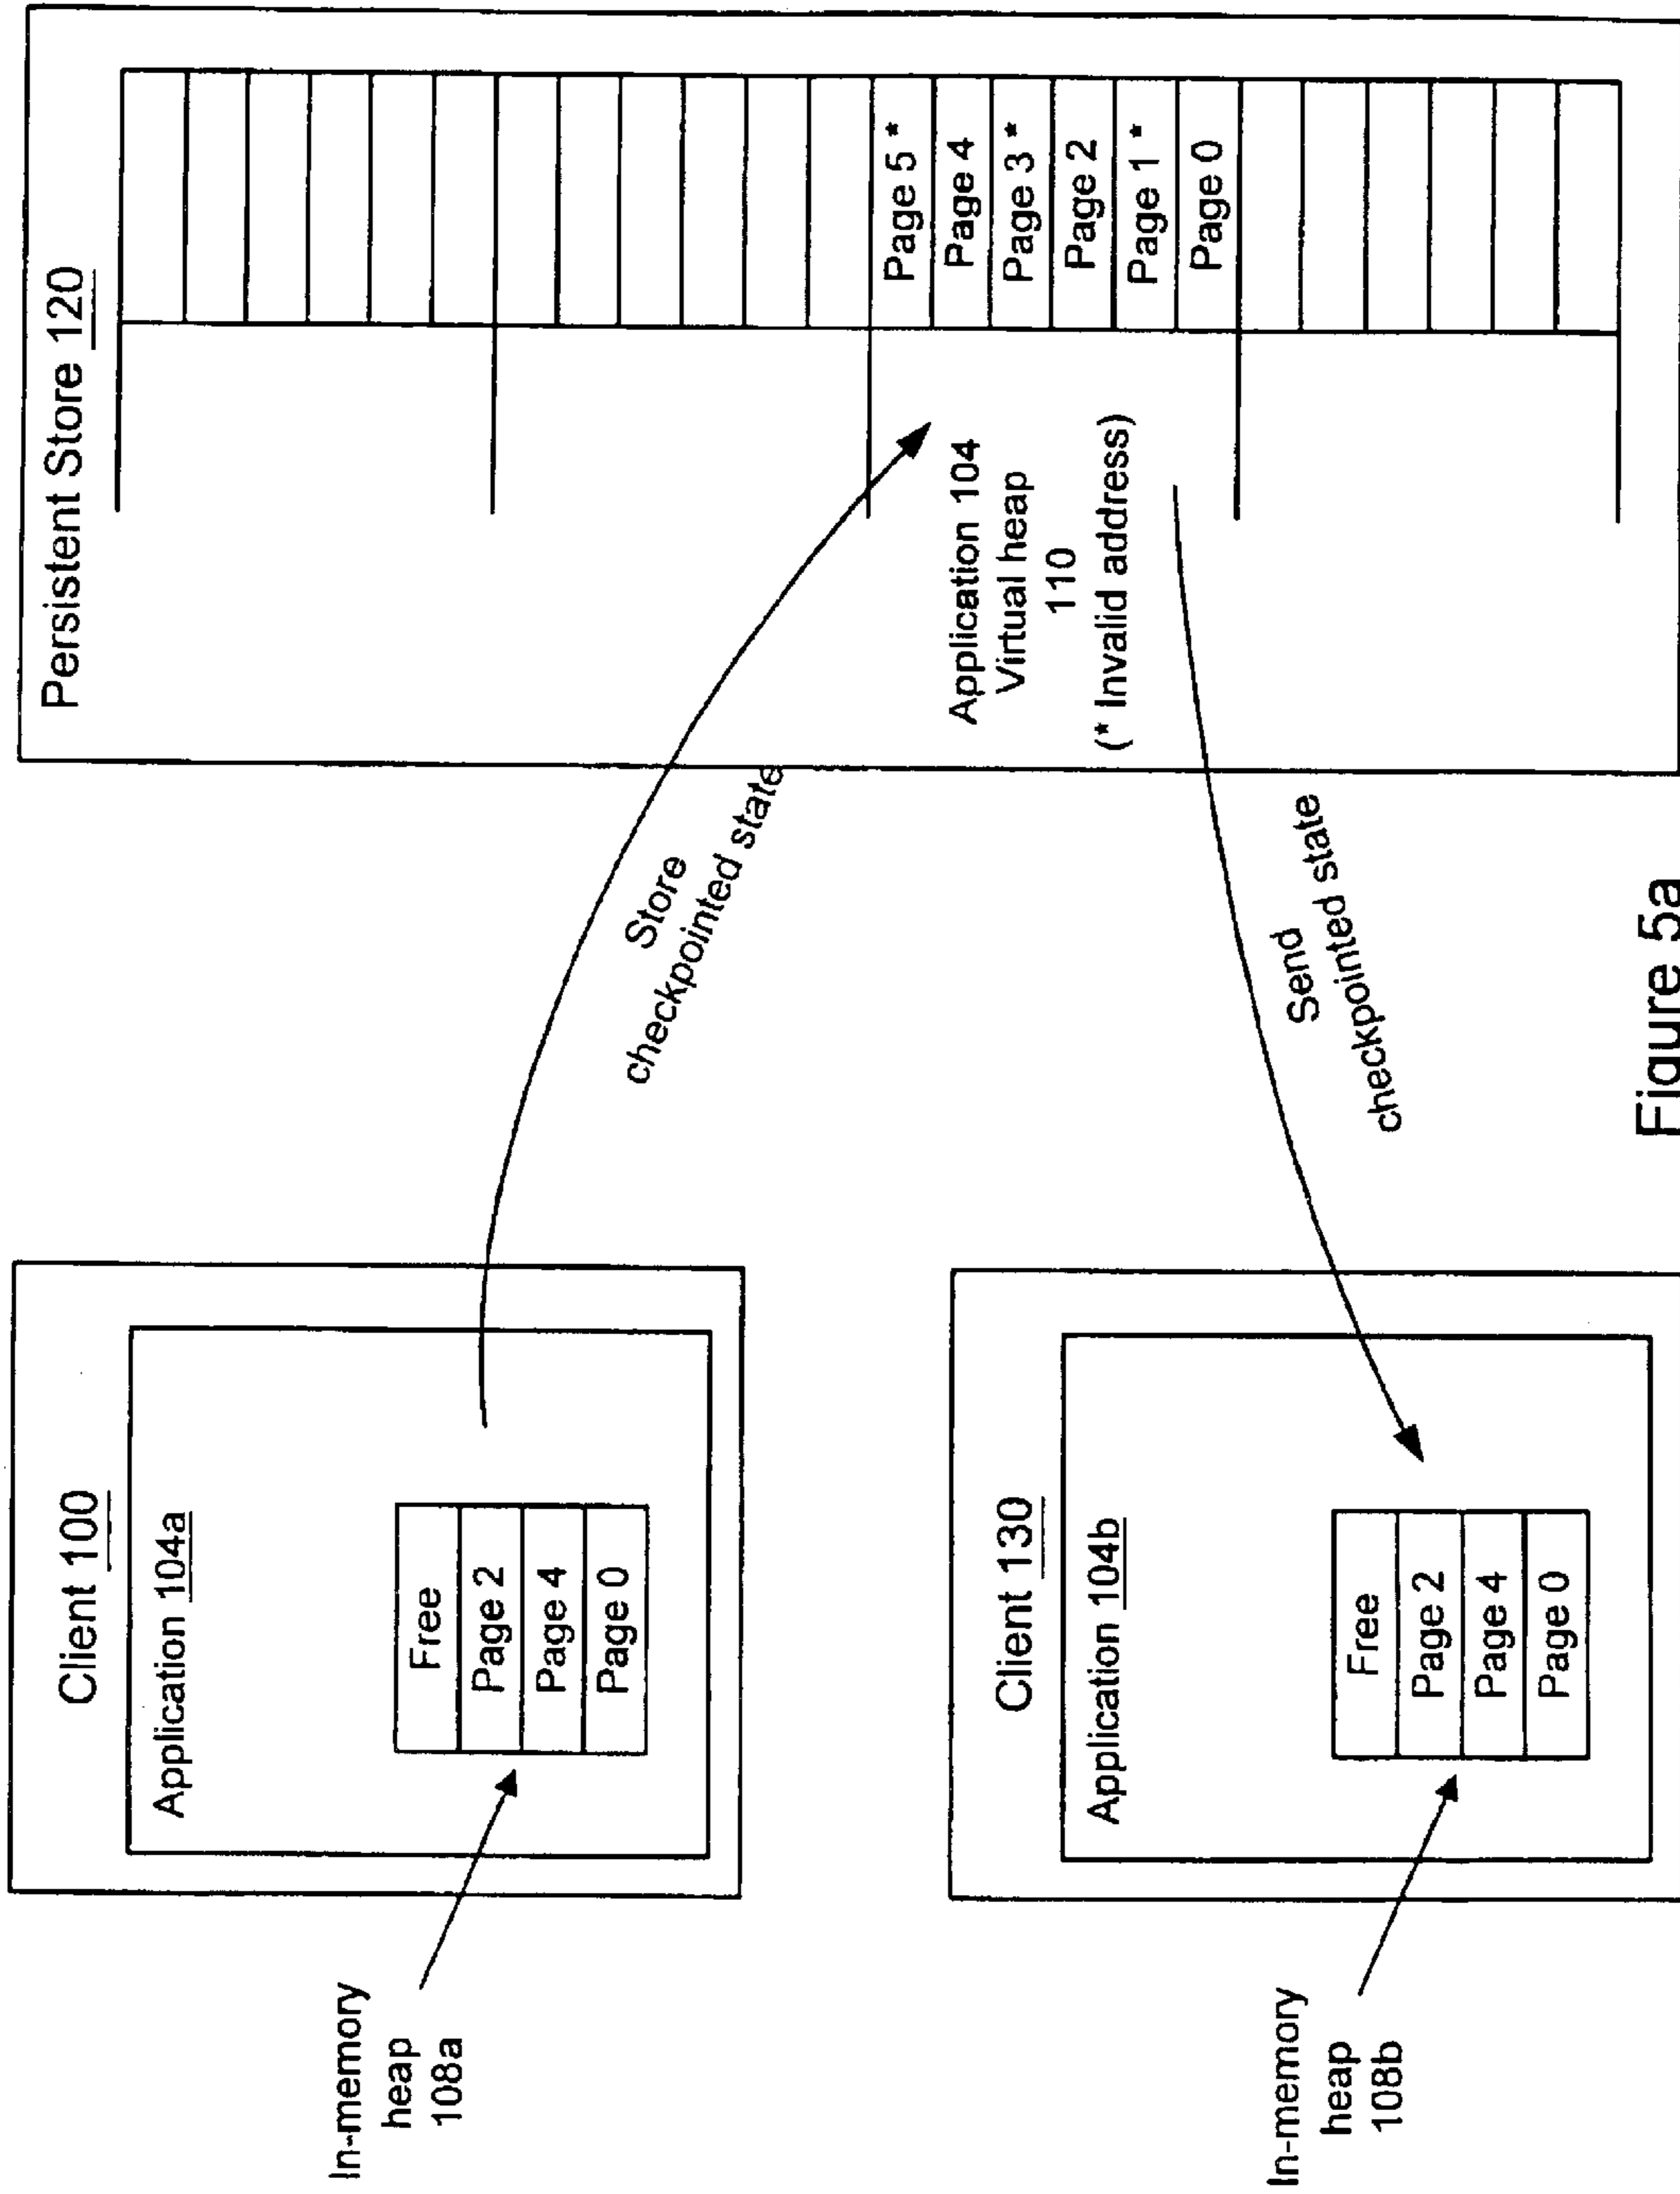 Client 100
Application 104a
Free
Page 2
Page 4
Page 0
In-memory
heap
108a
Store
checkpointed state
Persistent Store 120
Page 5 *
Page 4
Page 3 *
Page 2
Page 1 *
Page 0
Application 104
Virtual heap
110
(* Invalid address)
Send
checkpointed state
Client 130
Application 104b
Free
Page 2
Page 4
Page 0
In-memory
heap
108b
Figure 5a